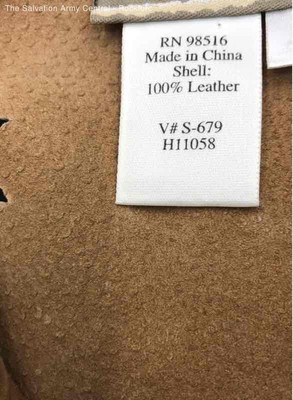 The Salvation Army Central
RN 98516
Made in China
Shell:
100% Leather
V# S-679
H11058